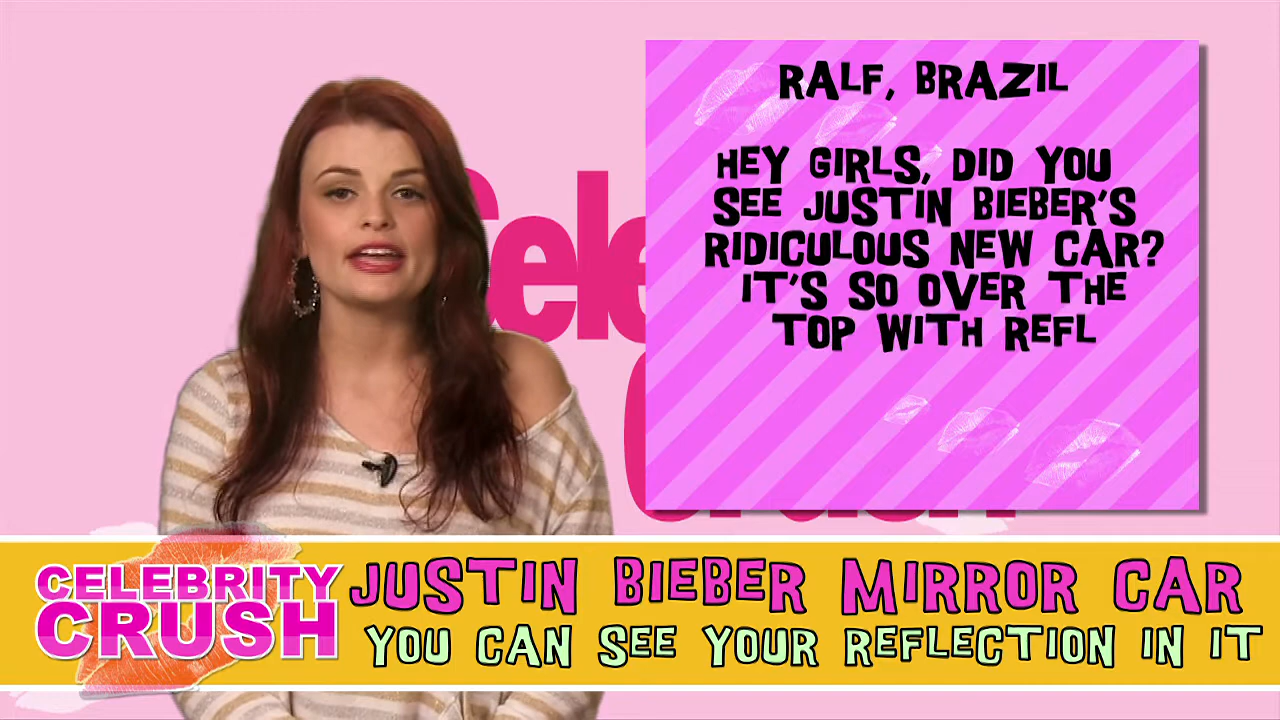 RALF, BRAZIL
HEY GIRLS, DID YOU
SEE JUSTIN BIEBER'S
RIDICULOUS NEW CAR?
IT'S SO OVER THE
TOP WITH REFL
CELEBRITY
CRUSH
JUSTIN BIEBER MIRROR CAR
YOU CAN SEE YOUR REFLECTION IN IT